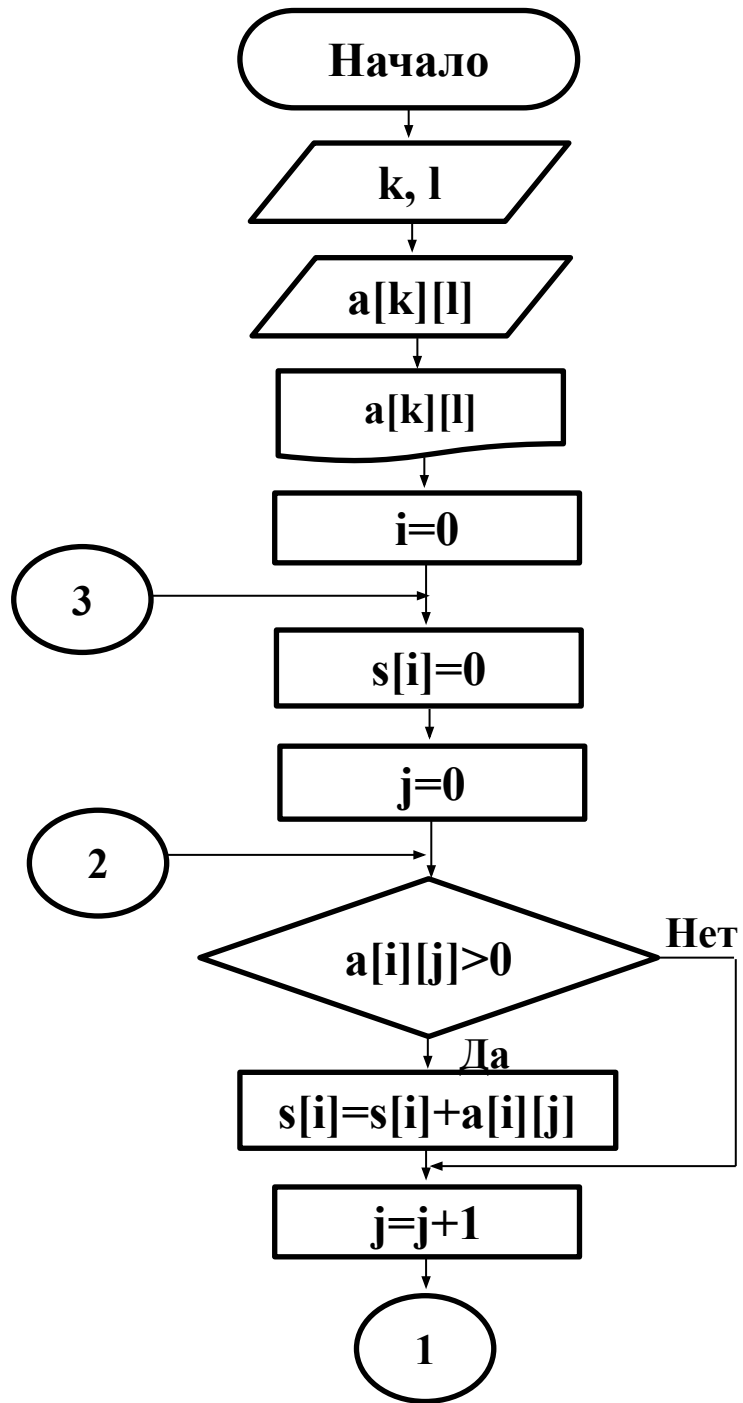 Начало
k, l
a[k][l]
a[k][l]
i=0
3
s[i]=0
j=0
2
Нет
a[i][j]>0
Да
s[i]=s[i]+a[i][j]
j=j+1
1